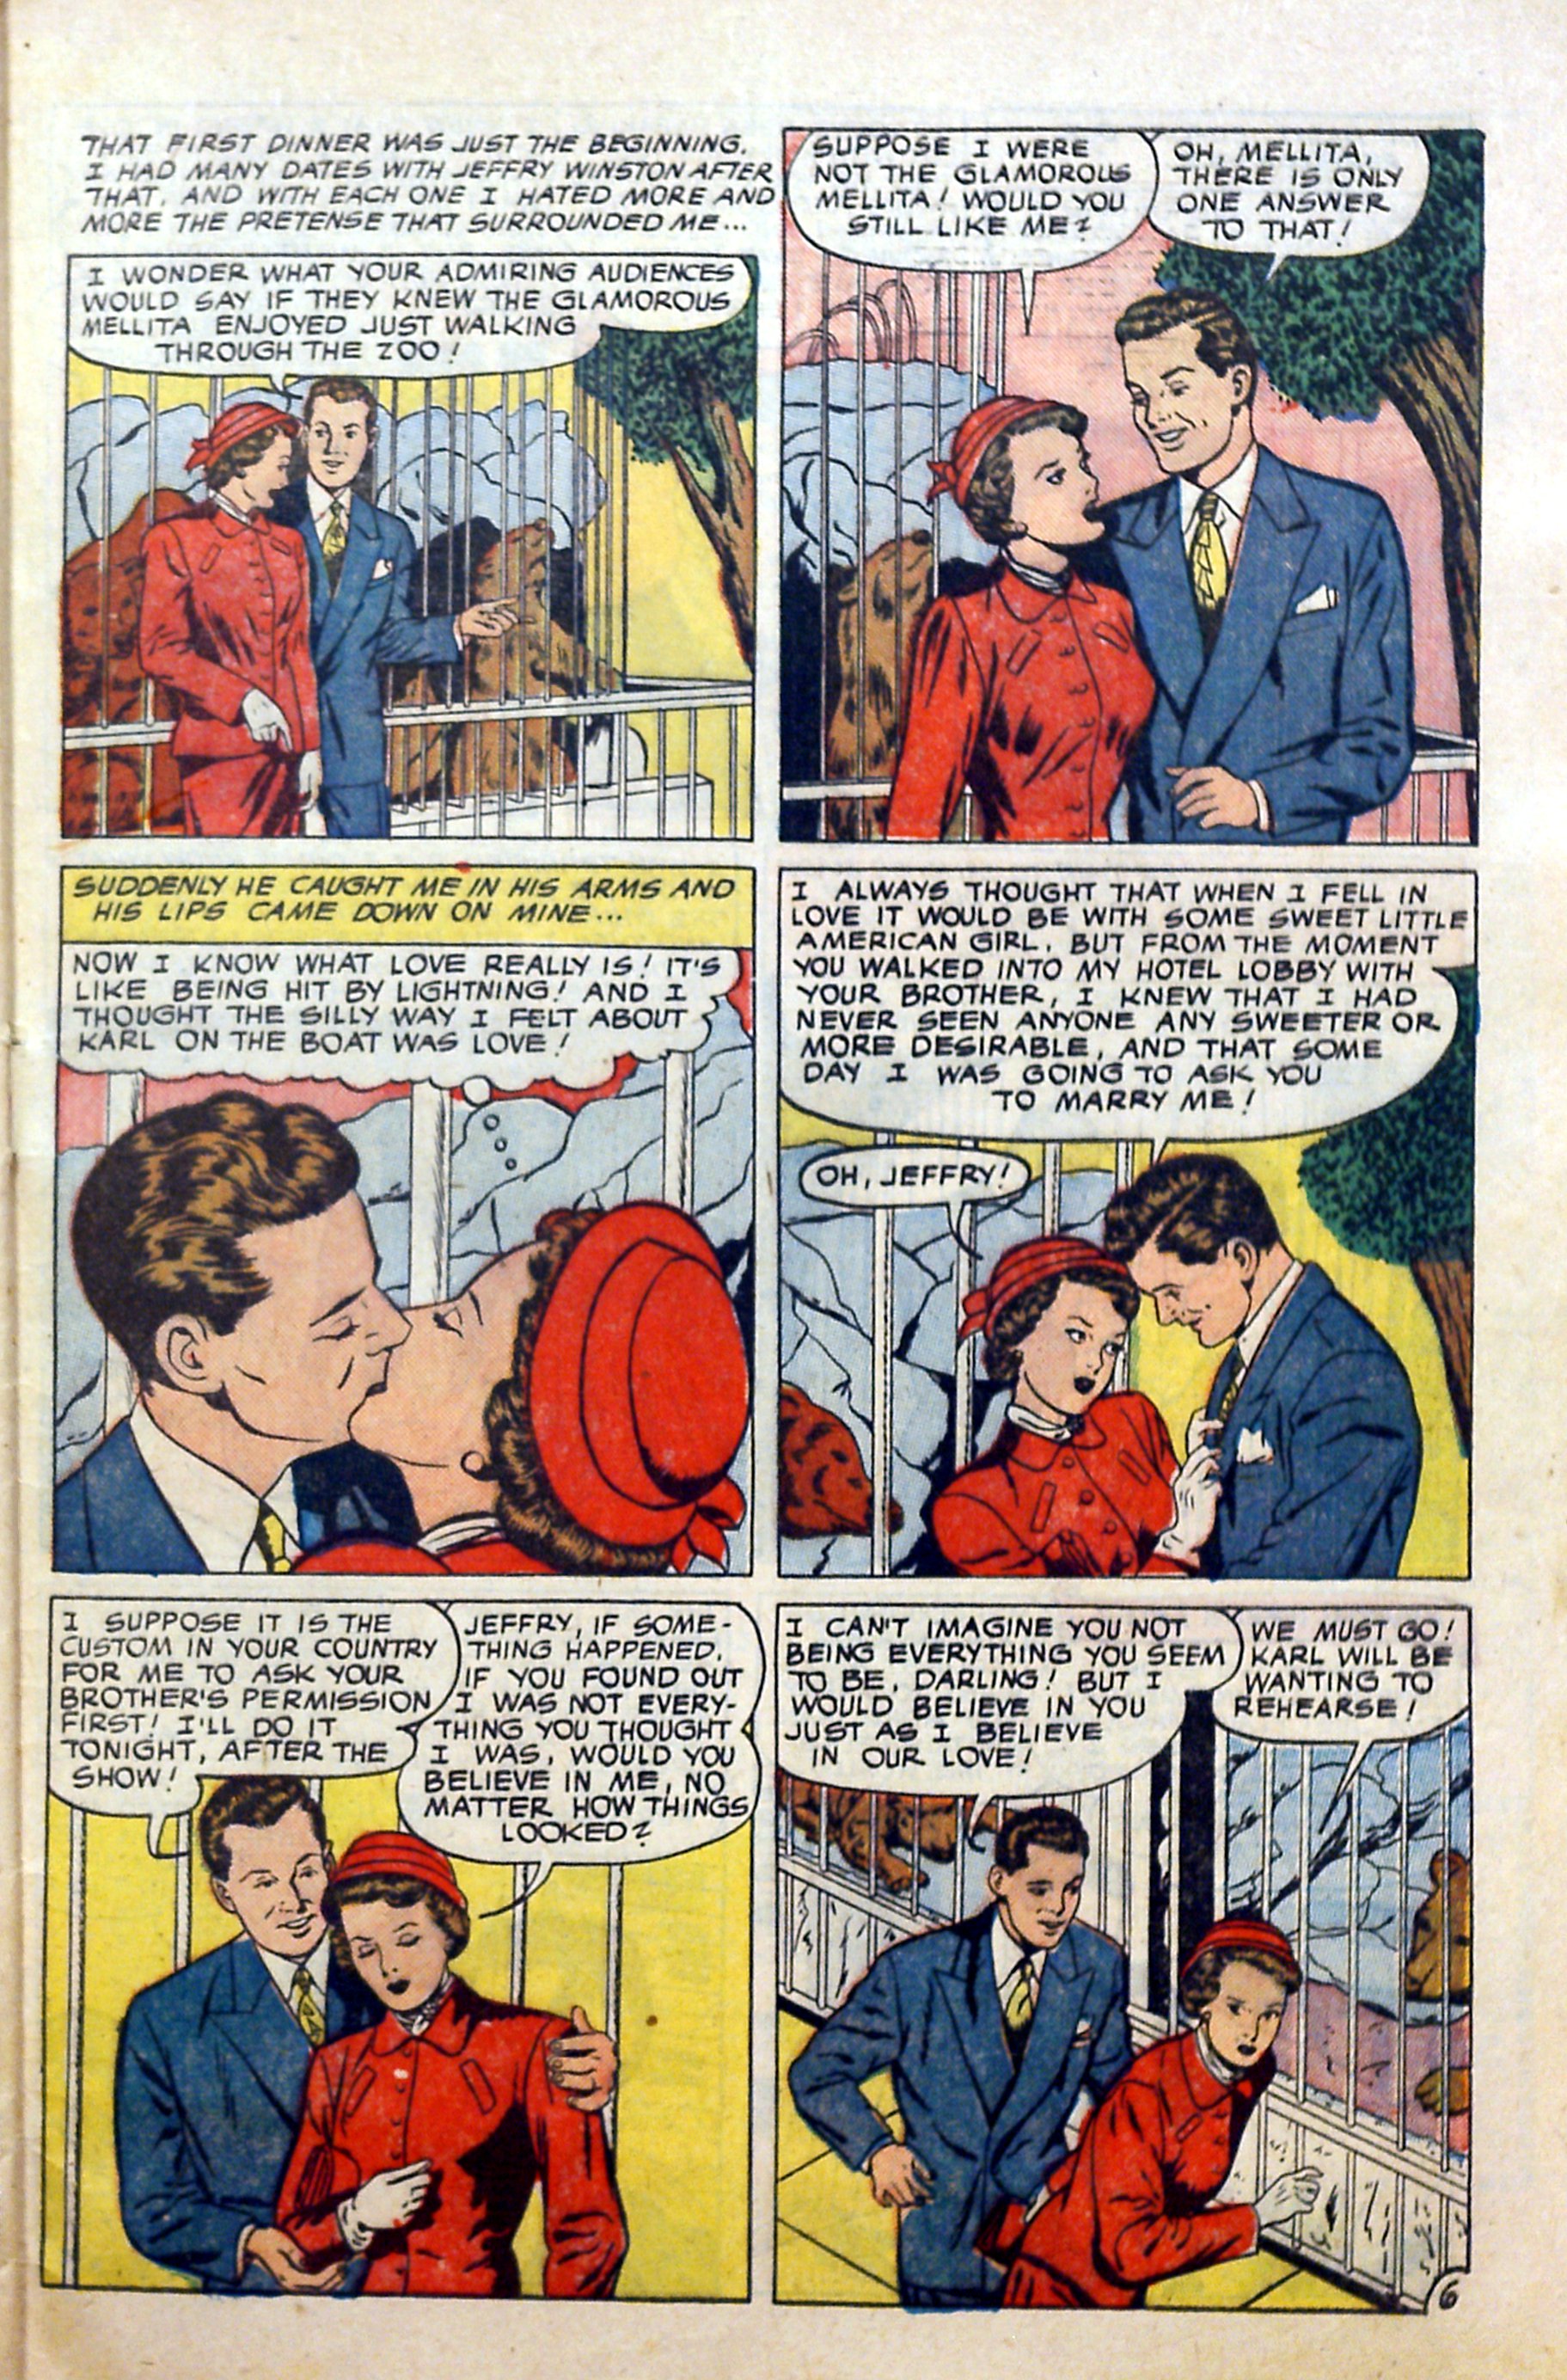 THAT FIRST DINNER WAS JUST THE BEGINNING.
I HAD MANY DATES WITH JEFFRY WINSTON AFTER
THAT, AND WITH EACH ONE I HATED MORE AND
MORE THE PRETENSE THAT SURROUNDED ME...
I WONDER WHAT YOUR ADMIRING AUDIENCES
WOULD SAY IF THEY KNEW THE GLAMOROUS
MELLITA ENJOYED JUST WALKING
THROUGH THE ZOO!
SUPPOSE I WERE
NOT THE GLAMOROUS
MELLITA! WOULD YOU
STILL LIKE ME?
OH, MELLITA,
THERE IS ONLY
ONE ANSWER
TO THAT!
SUDDENLY HE CAUGHT ME IN HIS ARMS AND
HIS LIPS CAME DOWN ON MINE...
NOW I KNOW WHAT LOVE REALLY IS! IT'S
LIKE BEING HIT BY LIGHTNING! AND I
THOUGHT THE SILLY WAY I FELT ABOUT
KARL ON THE BOAT WAS LOVE!
I ALWAYS THOUGHT THAT WHEN I FELL IN
LOVE IT WOULD BE WITH SOME SWEET LITTLE
AMERICAN GIRL, BUT FROM THE MOMENT
YOU WALKED INTO MY HOTEL LOBBY WITH
YOUR BROTHER, I KNEW THAT I HAD
NEVER SEEN ANYONE ANY SWEETER OR
MORE DESIRABLE, AND THAT SOME
DAY I WAS GOING TO ASK YOU
TO MARRY ME!
OH, JEFFRY!
I SUPPOSE IT IS THE
CUSTOM IN YOUR COUNTRY
FOR ME TO ASK YOUR
BROTHER'S PERMISSION
FIRST! I'LL DO IT
TONIGHT, AFTER THE
SHOW!
JEFFRY, IF SOME-
THING HAPPENED,
IF YOU FOUND OUT
I WAS NOT EVERY-
THING YOU THOUGHT
I WAS, WOULD YOU
BELIEVE IN ME, NO
MATTER HOW THINGS
LOOKED?
I CAN'T IMAGINE YOU NOT
BEING EVERYTHING YOU SEEM
TO BE, DARLING! BUT I
WOULD BELIEVE IN YOU
JUST AS I BELIEVE
IN OUR LOVE!
WE MUST GO!
KARL WILL BE
WANTING TO
REHEARSE!
6